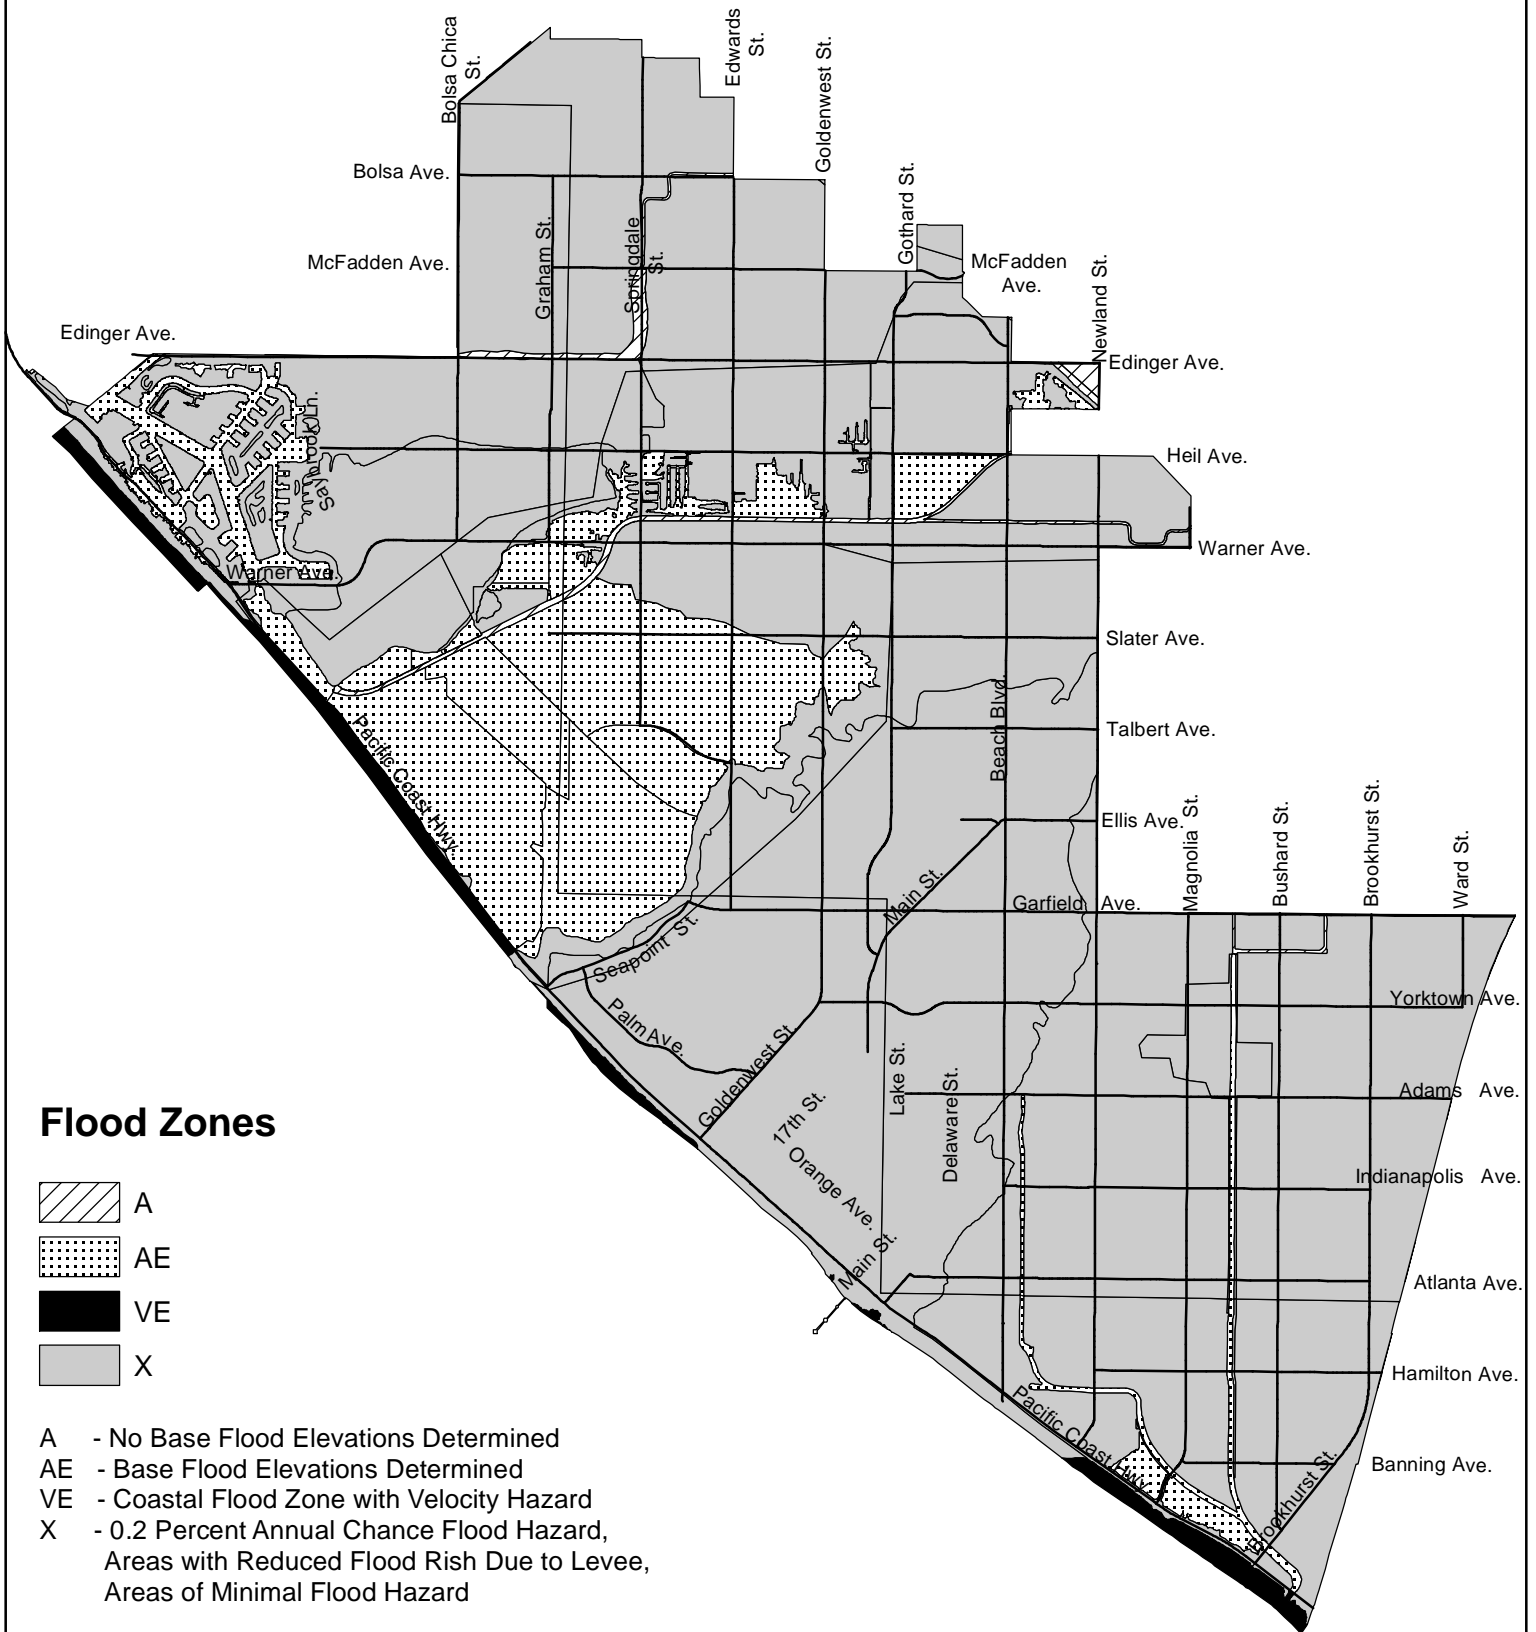 Bolsa Chica
St.
Edwards
St.
Goldenwest St.
Bolsa Ave.
Gothard St.
Graham St.
Springdale
St.
McFadden Ave.
McFadden
Ave.
Newland St.
Edinger Ave.
Edinger Ave.
Saybrook Ln.
Heil Ave.
Warner Ave.
Warner Ave.
Slater Ave.
Beach Blvd.
Talbert Ave.
Pacific Coast Hwy.
Ellis Ave.
Magnolia St.
Bushard St.
Brookhurst St.
Ward St.
Main St.
Garfield Ave.
Seapoint St.
Palm Ave.
Yorktown Ave.
Goldenwest St.
Lake St.
Delaware St.
Adams Ave.
17th St.
Orange Ave.
Main St.
Indianapolis Ave.
Atlanta Ave.
Hamilton Ave.
Pacific Coast Hwy.
Brookhurst St.
Banning Ave.
Flood Zones
A
AE
VE
X
A - No Base Flood Elevations Determined
AE - Base Flood Elevations Determined
VE - Coastal Flood Zone with Velocity Hazard
X - 0.2 Percent Annual Chance Flood Hazard,
Areas with Reduced Flood Rish Due to Levee,
Areas of Minimal Flood Hazard